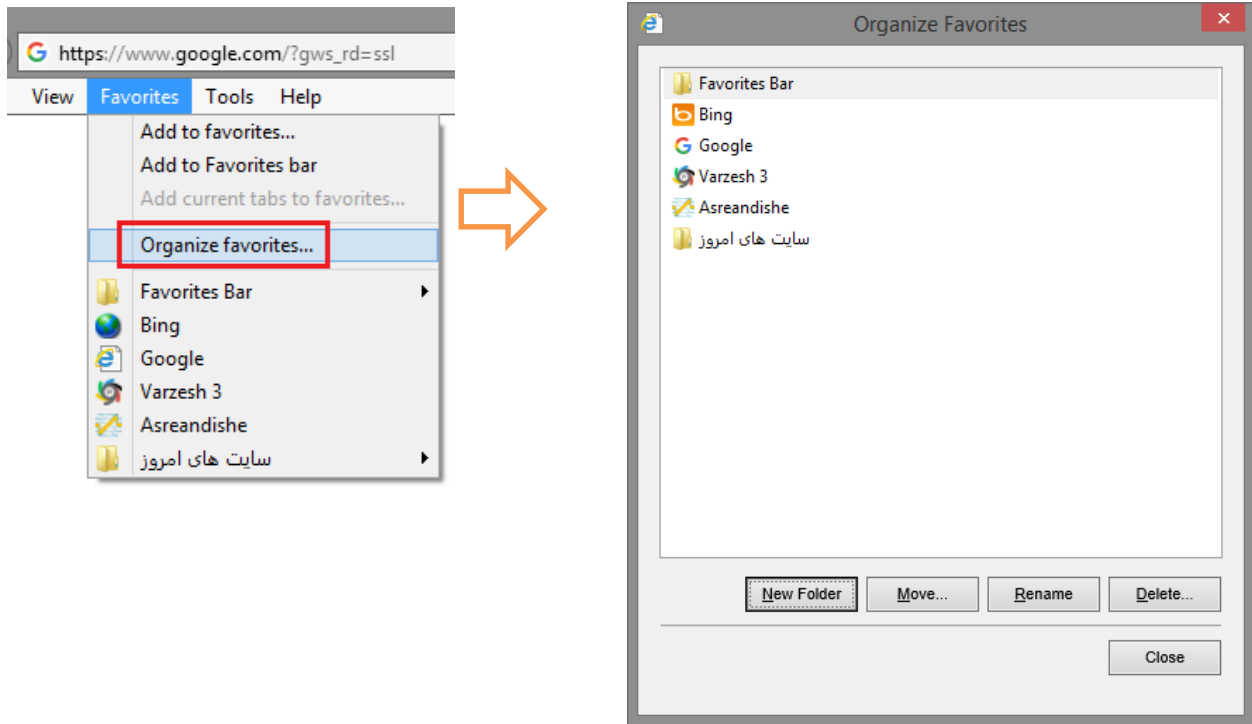 https://www.google.com/?gws_rd=ssl
View Favorites Tools Help
Add to favorites...
Add to Favorites bar
Add current tabs to favorites...
Organize favorites...
Favorites Bar
Bing
Google
Varzesh 3
Asreandishe
سایت های امروز
Organize Favorites
Favorites Bar
Bing
Google
Varzesh 3
Asreandishe
سایت های امروز
New Folder Move... Rename Delete...
Close